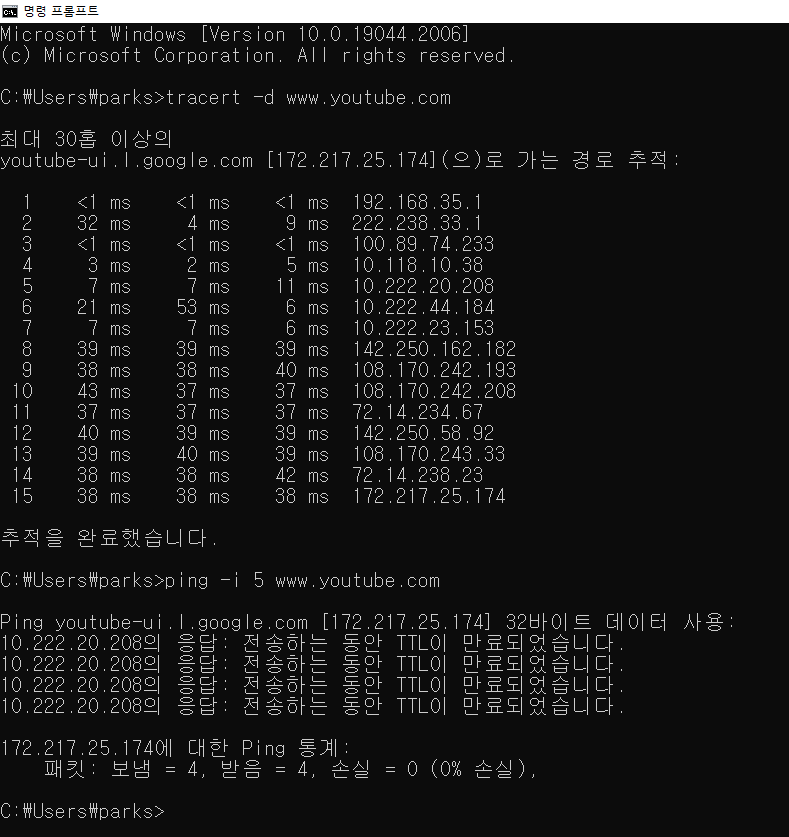 명령 프롬프트
Microsoft Windows [Version 10.0.19044.2006]
(c) Microsoft Corporation. All rights reserved.
C:₩Users₩parks>tracert -d www.youtube.com
최대 30홉 이상의
youtube-ui.l.google.com [172.217.25.174](으)로 가는 경로 추적:
1 <1 ms <1 ms <1 ms 192.168.35.1
2 32 ms 4 ms 9 ms 222.238.33.1
3 <1 ms <1 ms <1 ms 100.89.74.233
4 3 ms 2 ms 5 ms 10.118.10.38
5 7 ms 7 ms 11 ms 10.222.20.208
6 21 ms 53 ms 6 ms 10.222.44.184
7 7 ms 7 ms 6 ms 10.222.23.153
8 39 ms 39 ms 39 ms 142.250.162.182
9 38 ms 38 ms 40 ms 108.170.242.193
10 43 ms 37 ms 37 ms 108.170.242.208
11 37 ms 37 ms 37 ms 72.14.234.67
12 40 ms 39 ms 39 ms 142.250.58.92
13 39 ms 40 ms 39 ms 108.170.243.33
14 38 ms 38 ms 42 ms 72.14.238.23
15 38 ms 38 ms 38 ms 172.217.25.174
추적을 완료했습니다.
C:₩Users₩parks>ping -i 5 www.youtube.com
Ping youtube-ui.l.google.com [172.217.25.174] 32바이트 데이터 사용:
10.222.20.208의 응답: 전송하는 동안 TTL이 만료되었습니다.
10.222.20.208의 응답: 전송하는 동안 TTL이 만료되었습니다.
10.222.20.208의 응답: 전송하는 동안 TTL이 만료되었습니다.
10.222.20.208의 응답: 전송하는 동안 TTL이 만료되었습니다.
172.217.25.174에 대한 Ping 통계:
패킷: 보냄 = 4, 받음 = 4, 손실 = 0 (0% 손실),
C:₩Users₩parks>